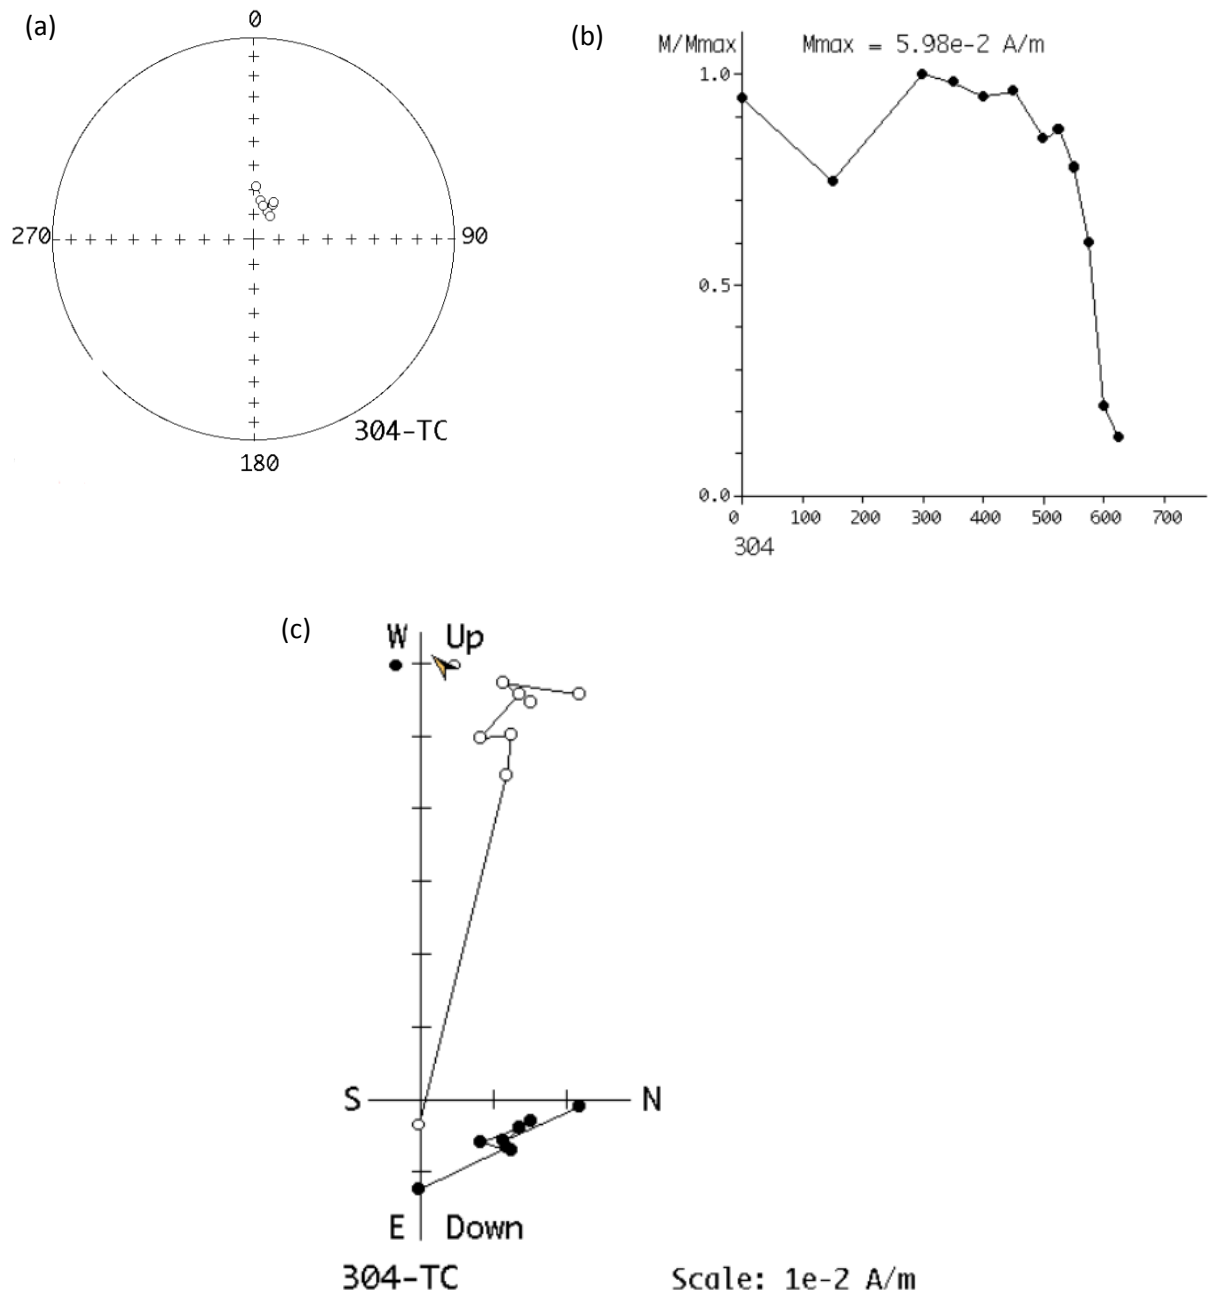 (a)
0
270
90
304-TC
180
(b)
M/Mmax
Mmax = 5.98e-2 A/m
1.0
0.5
0.0
0 100 200 300 400 500 600 700
304
(c)
W Up
S N
E Down
304-TC
Scale: 1e-2 A/m